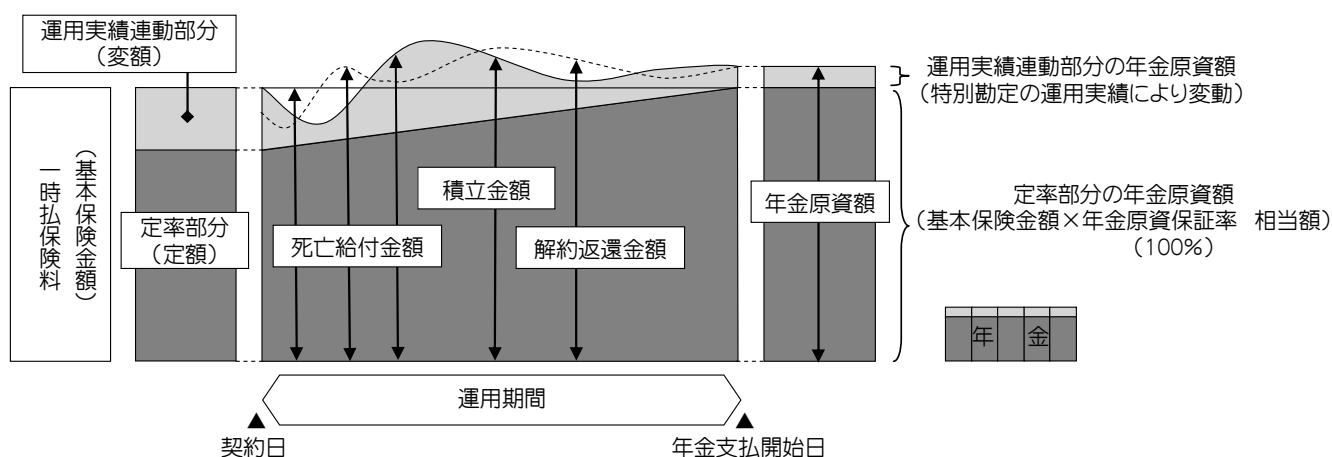 運用実績連動部分
（変額）
一時払保険料
（基本保険金額）
定率部分
（定額）
死亡給付金額
積立金額
解約返還金額
年金原資額
運用実績連動部分の年金原資額
（特別勘定の運用実績により変動）
定率部分の年金原資額
（基本保険金額×年金原資保証率　相当額）
（100％）
年 金
運用期間
▲
契約日
▲
年金支払開始日